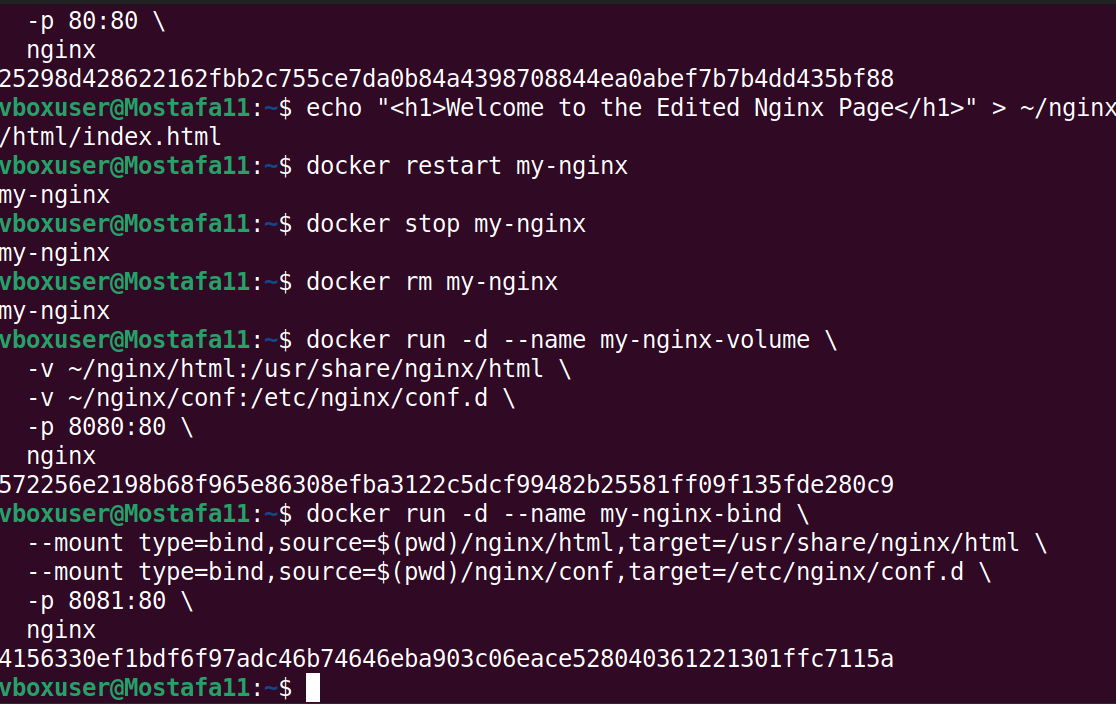 -p 80:80 \
nginx
25298d428622162fbb2c755ce7da0b84a4398708844ea0abef7b7b4dd435bf88
vboxuser@Mostafa11:~$ echo "<h1>Welcome to the Edited Nginx Page</h1>" > ~/nginx
/html/index.html
vboxuser@Mostafa11:~$ docker restart my-nginx
my-nginx
vboxuser@Mostafa11:~$ docker stop my-nginx
my-nginx
vboxuser@Mostafa11:~$ docker rm my-nginx
my-nginx
vboxuser@Mostafa11:~$ docker run -d --name my-nginx-volume \
-v ~/nginx/html:/usr/share/nginx/html \
-v ~/nginx/conf:/etc/nginx/conf.d \
-p 8080:80 \
nginx
572256e2198b68f965e86308efba3122c5dcf99482b25581ff09f135fde280c9
vboxuser@Mostafa11:~$ docker run -d --name my-nginx-bind \
--mount type=bind,source=$(pwd)/nginx/html,target=/usr/share/nginx/html \
--mount type=bind,source=$(pwd)/nginx/conf,target=/etc/nginx/conf.d \
-p 8081:80 \
nginx
4156330ef1bdf6f97adc46b74646eba903c06eace528040361221301ffc7115a
vboxuser@Mostafa11:~$